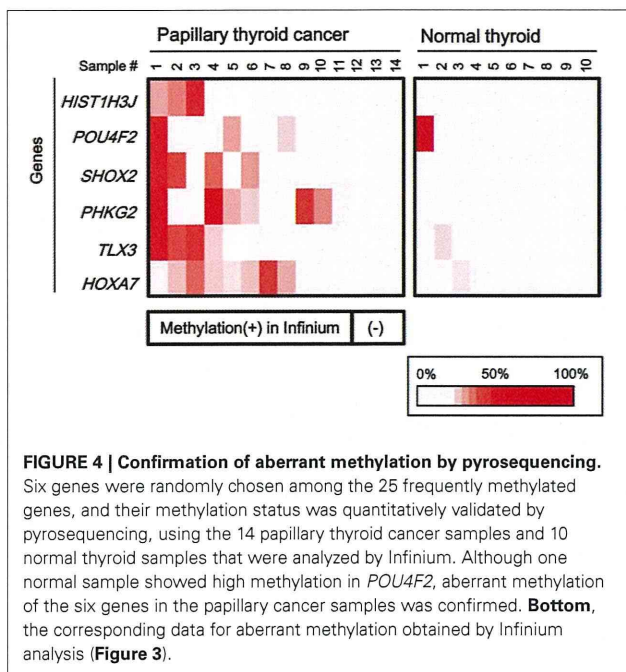 Papillary thyroid cancer
Normal thyroid
Sample #
1 2 3 4 5 6 7 8 9 10 11 12 13 14
1 2 3 4 5 6 7 8 9 10
Genes
HIST1H3J
POU4F2
SHOX2
PHKG2
TLX3
HOXA7
Methylation(+) in Infinium
(-)
0% 50% 100%
FIGURE 4 | Confirmation of aberrant methylation by pyrosequencing.
Six genes were randomly chosen among the 25 frequently methylated
genes, and their methylation status was quantitatively validated by
pyrosequencing, using the 14 papillary thyroid cancer samples and 10
normal thyroid samples that were analyzed by Infinium. Although one
normal sample showed high methylation in POU4F2, aberrant methylation
of the six genes in the papillary cancer samples was confirmed. Bottom,
the corresponding data for aberrant methylation obtained by Infinium
analysis (Figure 3).